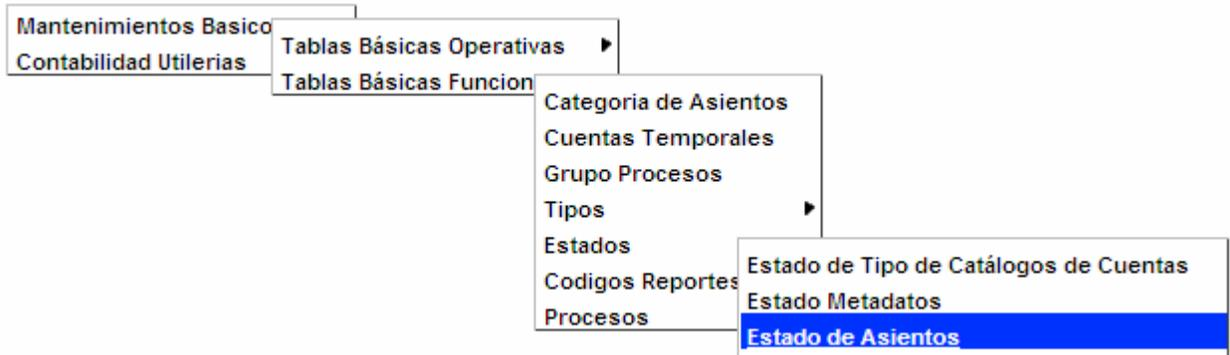 Mantenimientos Basico
Contabilidad Utilerias
Tablas Básicas Operativas
Tablas Básicas Funcion
Categoria de Asientos
Cuentas Temporales
Grupo Procesos
Tipos
Estados
Codigos Reportes
Procesos
Estado de Tipo de Catálogos de Cuentas
Estado Metadatos
Estado de Asientos